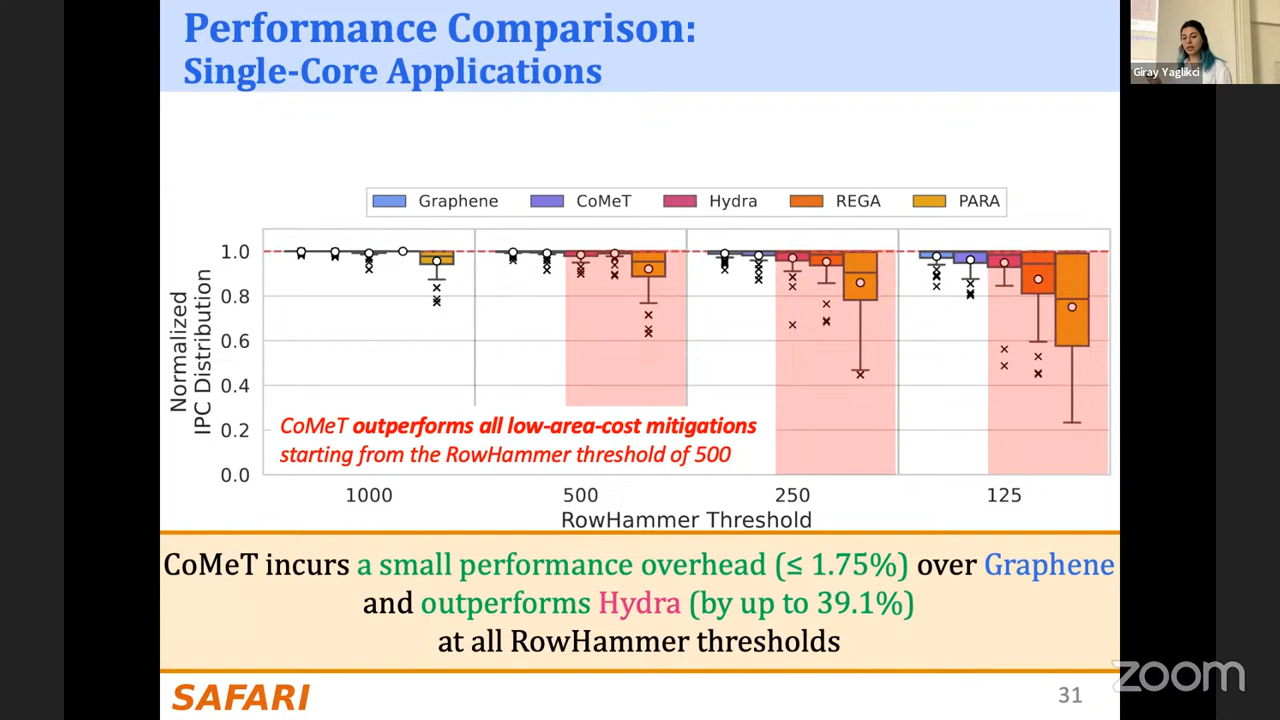 Performance Comparison:
Single-Core Applications
Giray Yaglikci
Graphene CoMeT Hydra REGA PARA
Normalized
IPC Distribution
1.0
0.8
0.6
0.4
0.2
0.0
CoMeT outperforms all low-area-cost mitigations
starting from the RowHammer threshold of 500
1000 500 250 125
RowHammer Threshold
CoMeT incurs a small performance overhead (≤ 1.75%) over Graphene
and outperforms Hydra (by up to 39.1%)
at all RowHammer thresholds
SAFARI
31
zoom